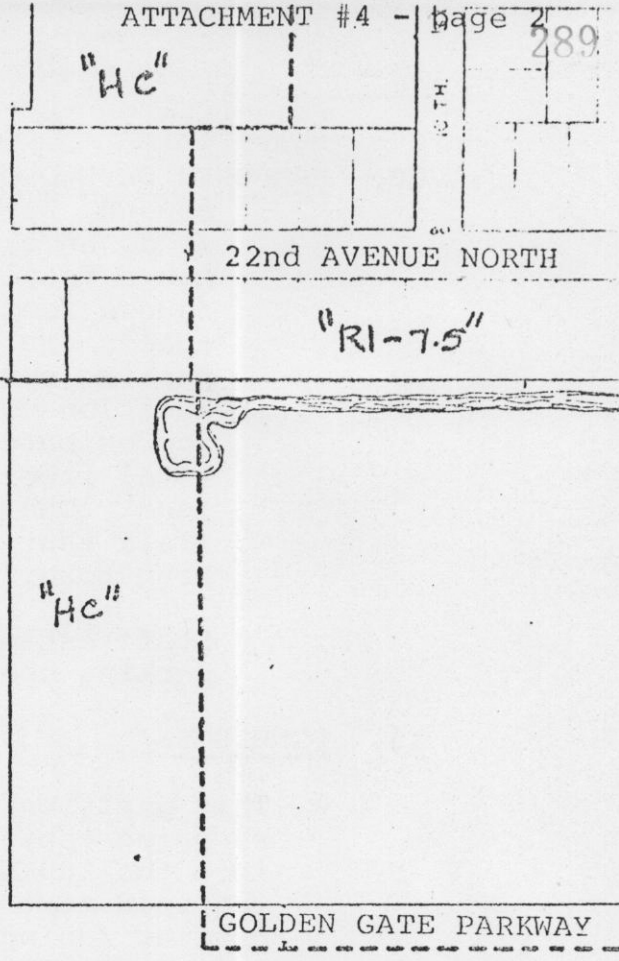 ATTACHMENT #4 - page 2
289
"HC"
22nd AVENUE NORTH
"R1-7.5"
"HC"
GOLDEN GATE PARKWAY